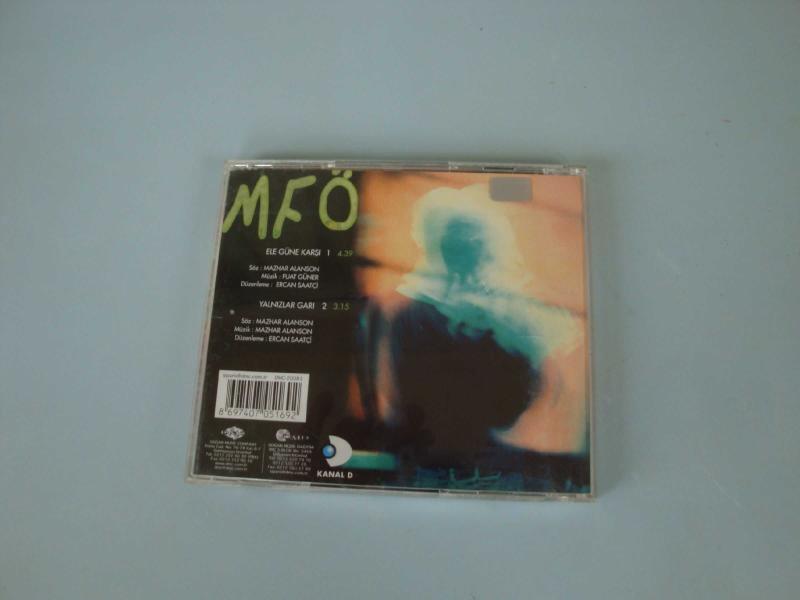 MFÖ
ELE GÜNE KARŞI 1 4.39
Söz : MAZHAR ALANSON
Müzik : FUAT GÜNER
Düzenleme : ERCAN SAATÇİ
YALNIZLAR GARI 2 3.15
Söz : MAZHAR ALANSON
Müzik : MAZHAR ALANSON
Düzenleme : ERCAN SAATÇİ
8 697407 051692
KANAL D